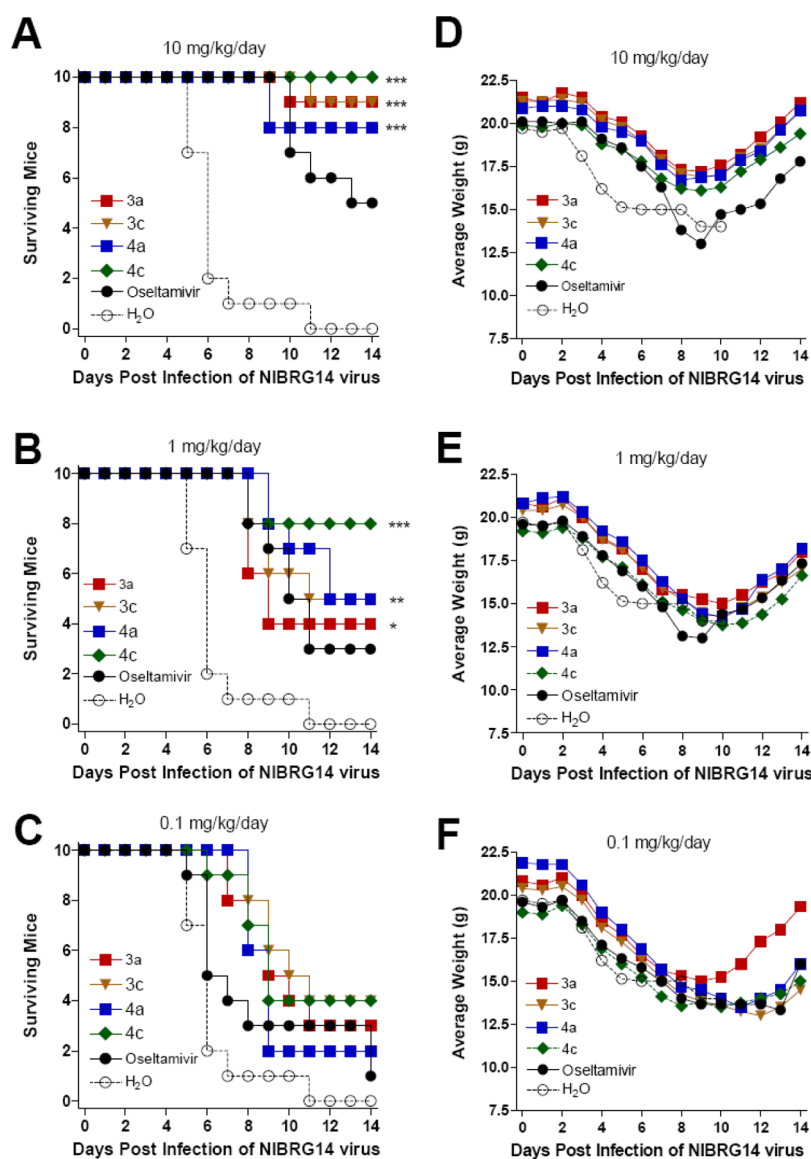 A
10 mg/kg/day
Surviving Mice
10
8
6
4
2
0
***
***
***
3a
3c
4a
4c
Oseltamivir
H₂O
0 2 4 6 8 10 12 14
Days Post Infection of NIBRG14 virus
D
10 mg/kg/day
Average Weight (g)
22.5
20.0
17.5
15.0
12.5
10.0
7.5
3a
3c
4a
4c
Oseltamivir
H₂O
0 2 4 6 8 10 12 14
Days Post Infection of NIBRG14 virus
B
1 mg/kg/day
Surviving Mice
10
8
6
4
2
0
***
**
*
3a
3c
4a
4c
Oseltamivir
H₂O
0 2 4 6 8 10 12 14
Days Post Infection of NIBRG14 virus
E
1 mg/kg/day
Average Weight (g)
22.5
20.0
17.5
15.0
12.5
10.0
7.5
3a
3c
4a
4c
Oseltamivir
H₂O
0 2 4 6 8 10 12 14
Days Post Infection of NIBRG14 virus
C
0.1 mg/kg/day
Surviving Mice
10
8
6
4
2
0
3a
3c
4a
4c
Oseltamivir
H₂O
0 2 4 6 8 10 12 14
Days Post Infection of NIBRG14 virus
F
0.1 mg/kg/day
Average Weight (g)
22.5
20.0
17.5
15.0
12.5
10.0
7.5
3a
3c
4a
4c
Oseltamivir
H₂O
0 2 4 6 8 10 12 14
Days Post Infection of NIBRG14 virus